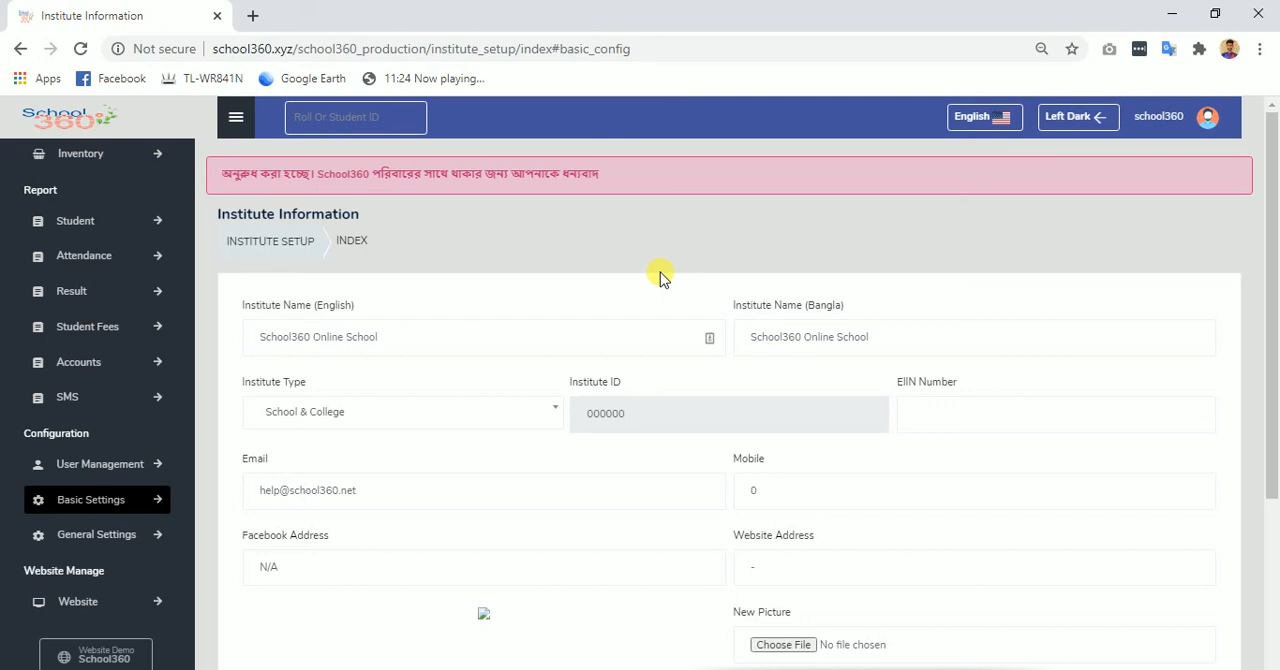 Institute Information
Not secure school360.xyz/school360_production/institute_setup/index#basic_config
Apps Facebook TL-WR841N Google Earth 11:24 Now playing...
School 360
Roll Or Student ID
English Left Dark school360
Inventory
Report
Student
Attendance
Result
Student Fees
Accounts
SMS
Configuration
User Management
Basic Settings
General Settings
Website Manage
Website
Website Demo
School360
অনুরুধ করা হচ্ছে। School360 পরিবারের সাথে থাকার জন্য আপনাকে ধন্যবাদ
Institute Information
INSTITUTE SETUP INDEX
Institute Name (English) Institute Name (Bangla)
School360 Online School School360 Online School
Institute Type Institute ID EIIN Number
School & College 000000
Email Mobile
help@school360.net 0
Facebook Address Website Address
N/A -
New Picture
Choose File No file chosen